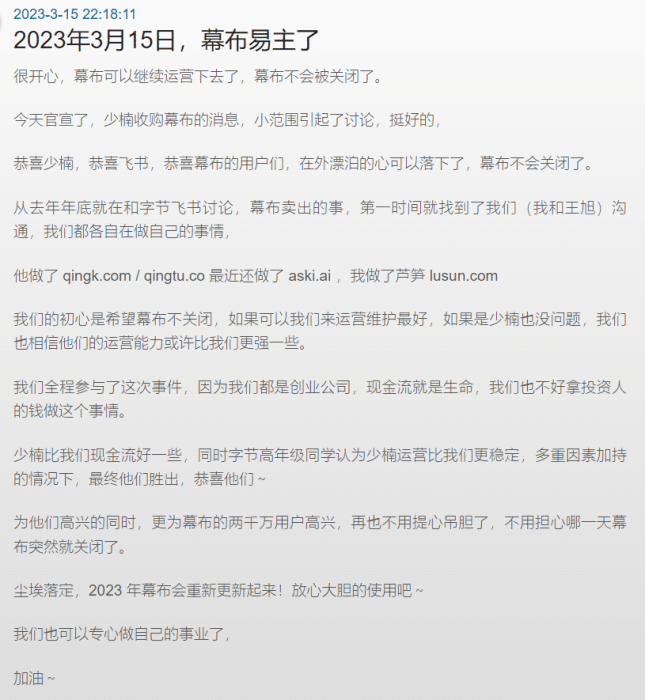 2023-3-15 22:18:11
2023年3月15日，幕布易主了
很开心，幕布可以继续运营下去了，幕布不会被关闭了。
今天官宣了，少楠收购幕布的消息，小范围引起了讨论，挺好的，
恭喜少楠，恭喜飞书，恭喜幕布的用户们，在外漂泊的心可以落下了，幕布不会关闭了。
从去年年底就在和字节飞书讨论，幕布卖出的事，第一时间就找到了我们（我和王旭）沟
通，我们都各自在做自己的事情，
他做了 qingk.com / qingtu.co 最近还做了 aski.ai ，我做了芦笋 lusun.com
我们的初心是希望幕布不关闭，如果可以我们来运营维护最好，如果是少楠也没问题，我们
也相信他们的运营能力或许比我们更强一些。
我们全程参与了这次事件，因为我们都是创业公司，现金流就是生命，我们也不好拿投资人
的钱做这个事情。
少楠比我们现金流好一些，同时字节高年级同学认为少楠运营比我们更稳定，多重因素加持
的情况下，最终他们胜出，恭喜他们～
为他们高兴的同时，更为幕布的两千万用户高兴，再也不用提心吊胆了，不用担心哪一天幕
布突然就关闭了。
尘埃落定，2023 年幕布会重新更新起来！放心大胆的使用吧～
我们也可以专心做自己的事业了，
加油～